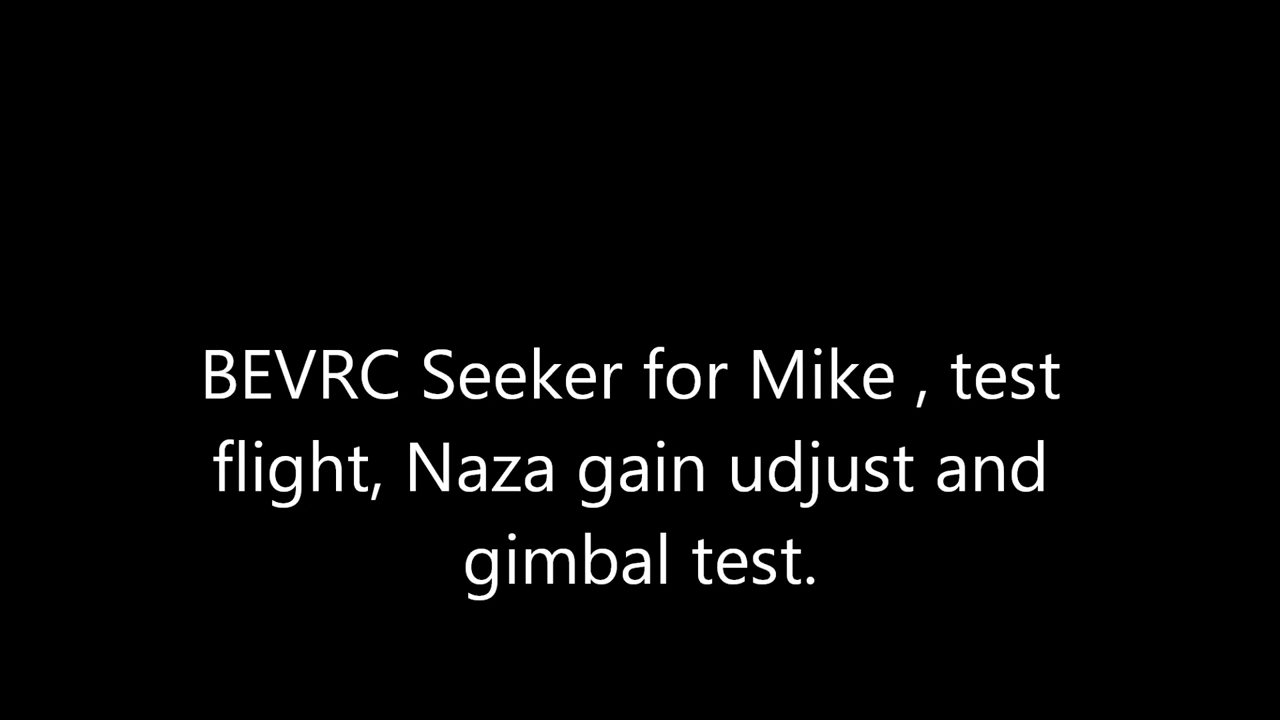 BEVRC Seeker for Mike , test
flight, Naza gain udjust and
gimbal test.